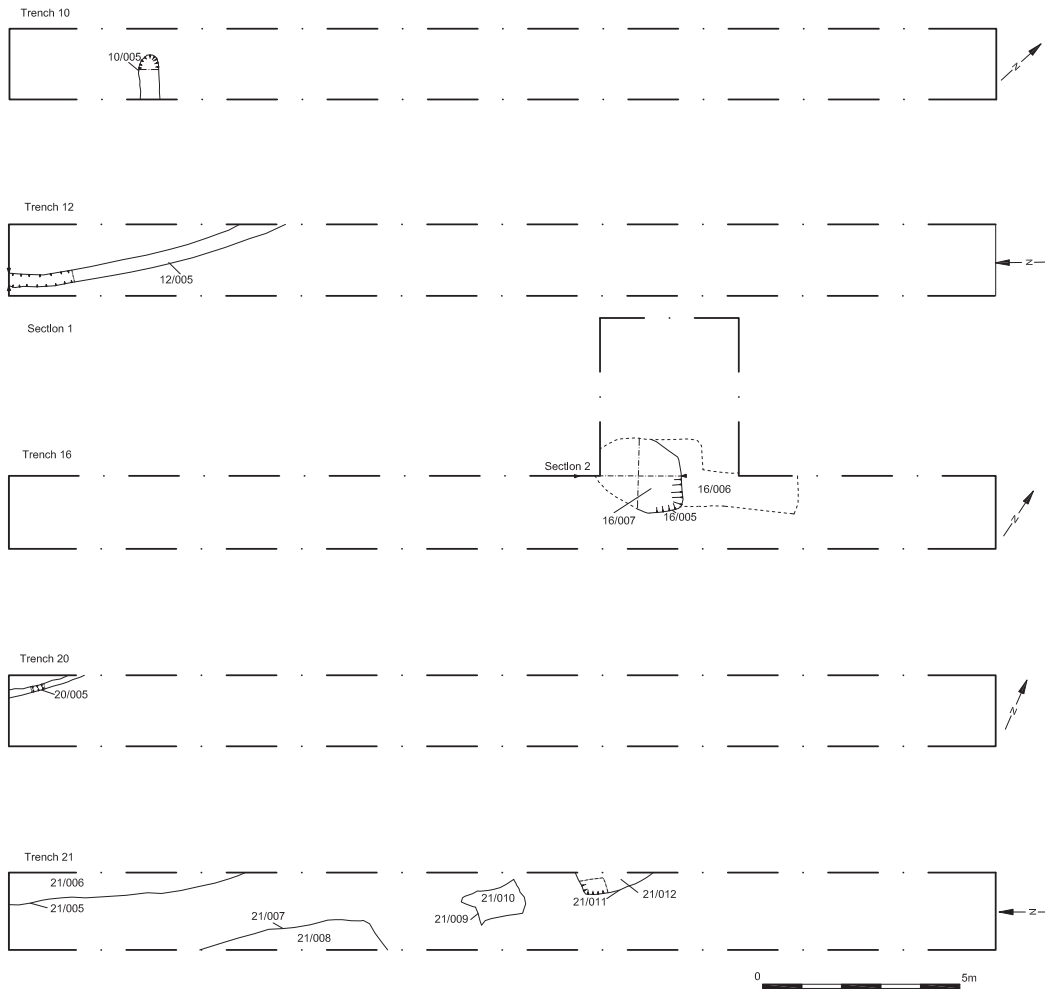 Trench 10
10/005
N
Trench 12
12/005
N
Section 1
Trench 16
Section 2
16/006
16/007
16/005
N
Trench 20
20/005
N
Trench 21
21/006
21/005
21/007
21/008
21/010
21/009
21/011
21/012
N
0
5m